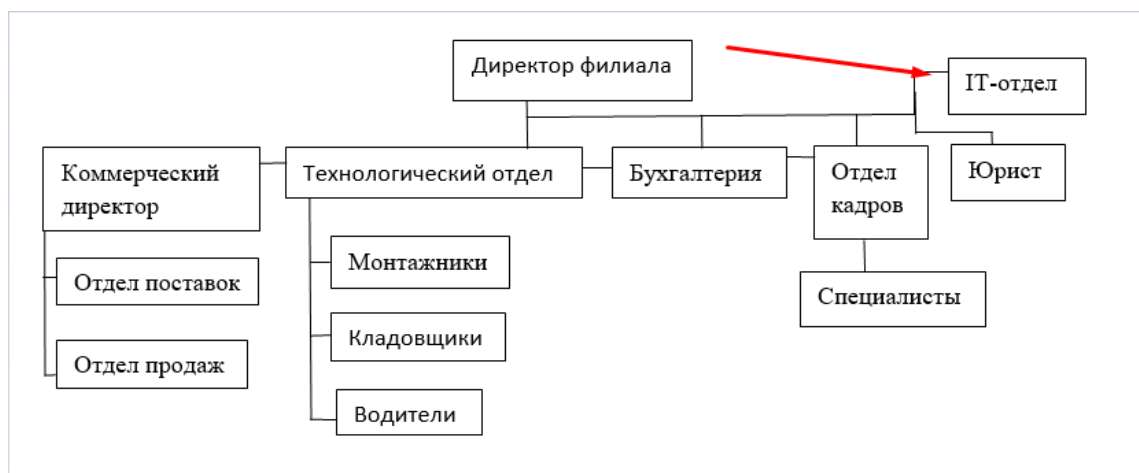 Директор филиала
IT-отдел
Коммерческий
директор
Технологический отдел
Бухгалтерия
Отдел
кадров
Юрист
Отдел поставок
Монтажники
Специалисты
Кладовщики
Отдел продаж
Водители